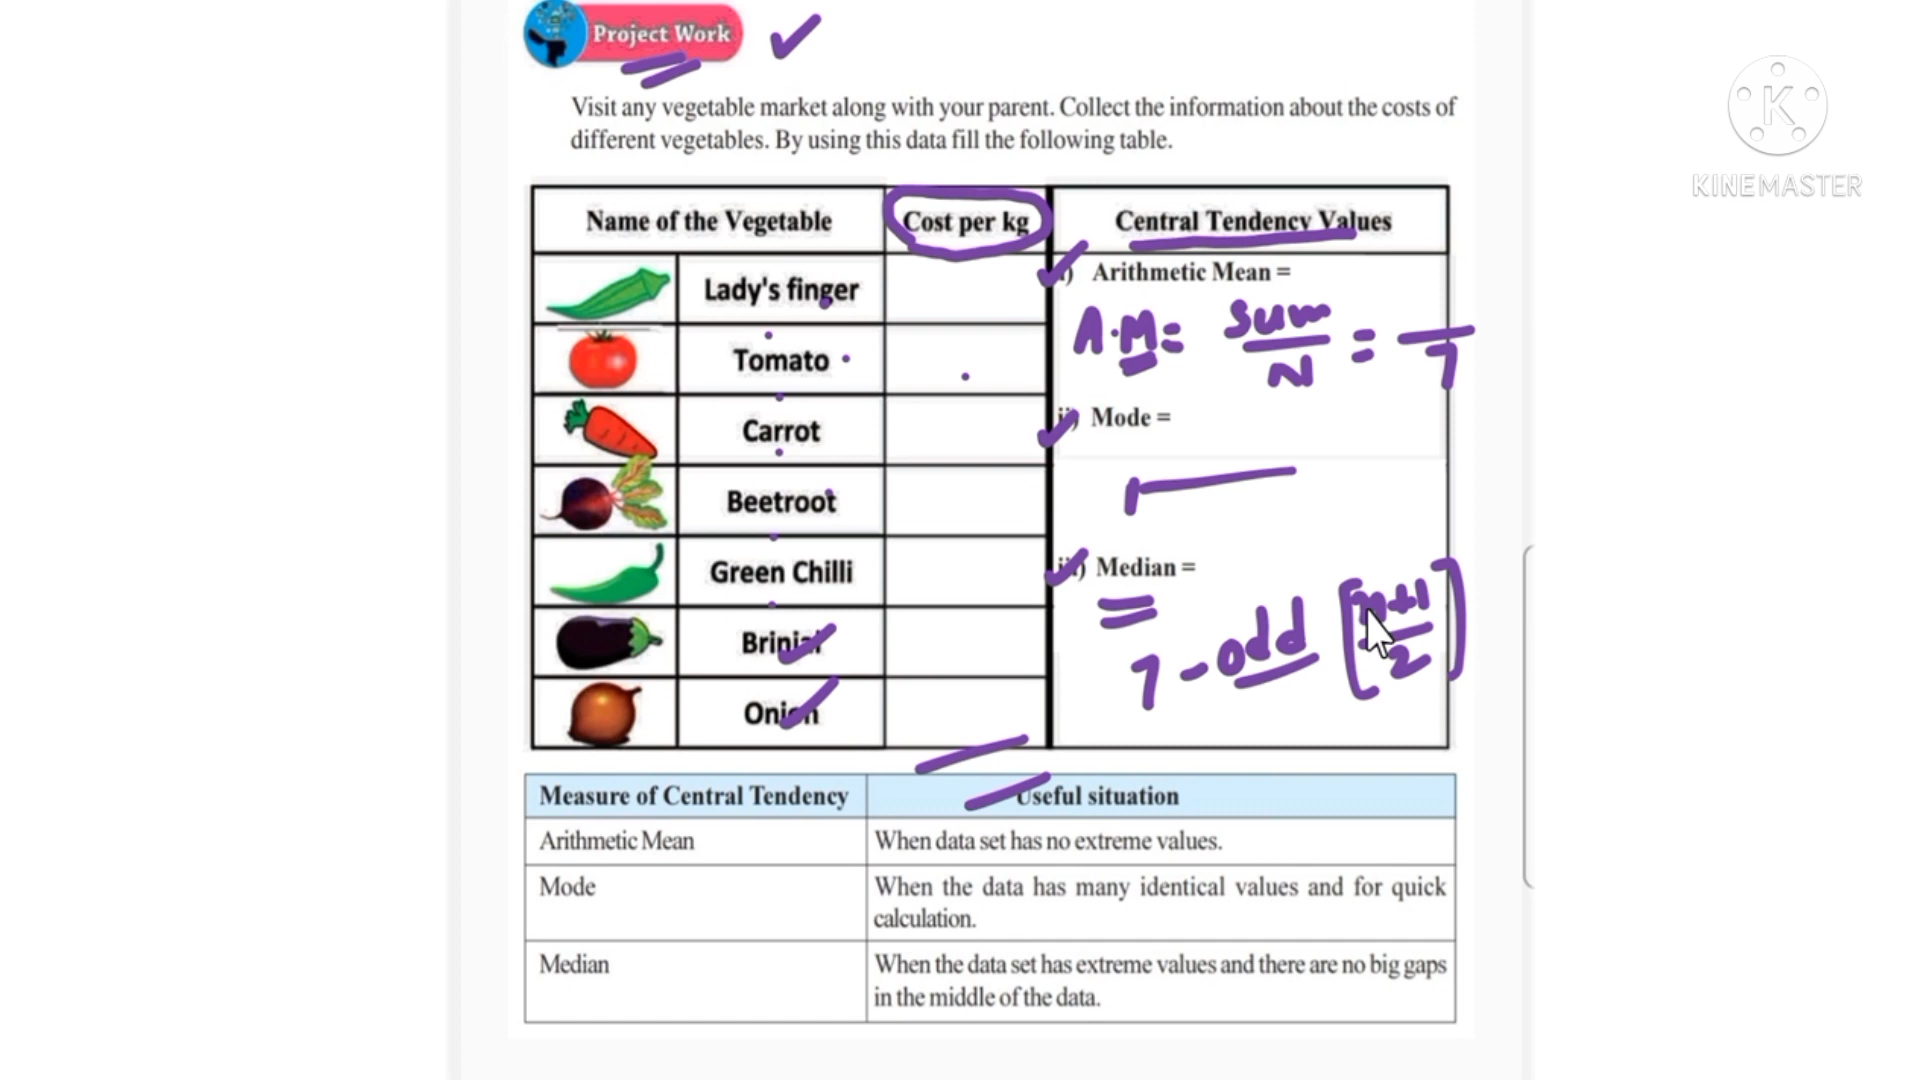 Project Work
KINEMASTER
Visit any vegetable market along with your parent. Collect the information about the costs of
different vegetables. By using this data fill the following table.
Name of the Vegetable Cost per kg Central Tendency Values
Lady's finger
i) Arithmetic Mean =
A.M = Sum/N = /7
Tomato
Carrot
ii) Mode =
Beetroot
Green Chilli
iii) Median =
7 - odd [n+1/2]
Brinjal
Onion
Measure of Central Tendency Useful situation
Arithmetic Mean When data set has no extreme values.
Mode When the data has many identical values and for quick
calculation.
Median When the data set has extreme values and there are no big gaps
in the middle of the data.